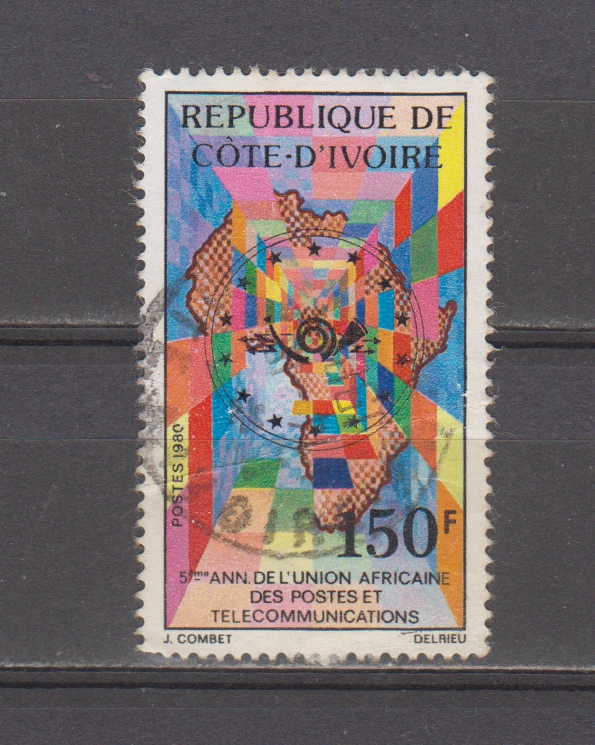 REPUBLIQUE DE
CÔTE-D'IVOIRE
POSTES 1980
150F
5ème ANN. DE L'UNION AFRICAINE
DES POSTES ET
TELECOMMUNICATIONS
J. COMBET
DELRIEU